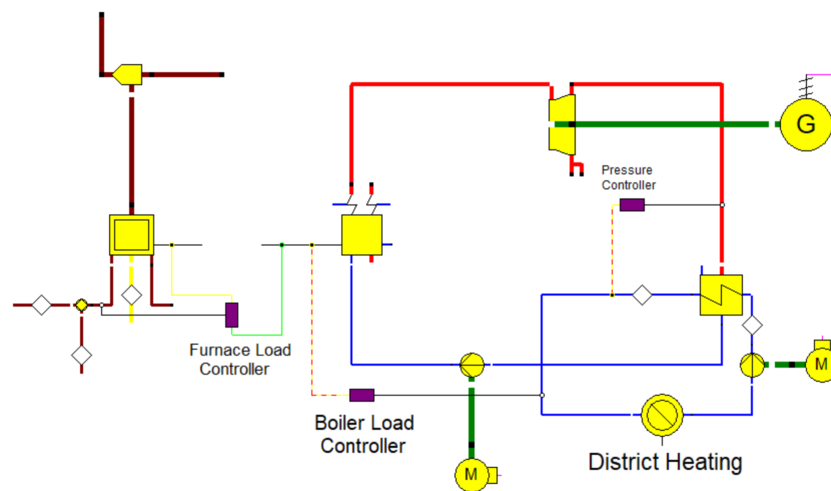 G
Pressure
Controller
Furnace Load
Controller
M
Boiler Load
Controller
District Heating
M